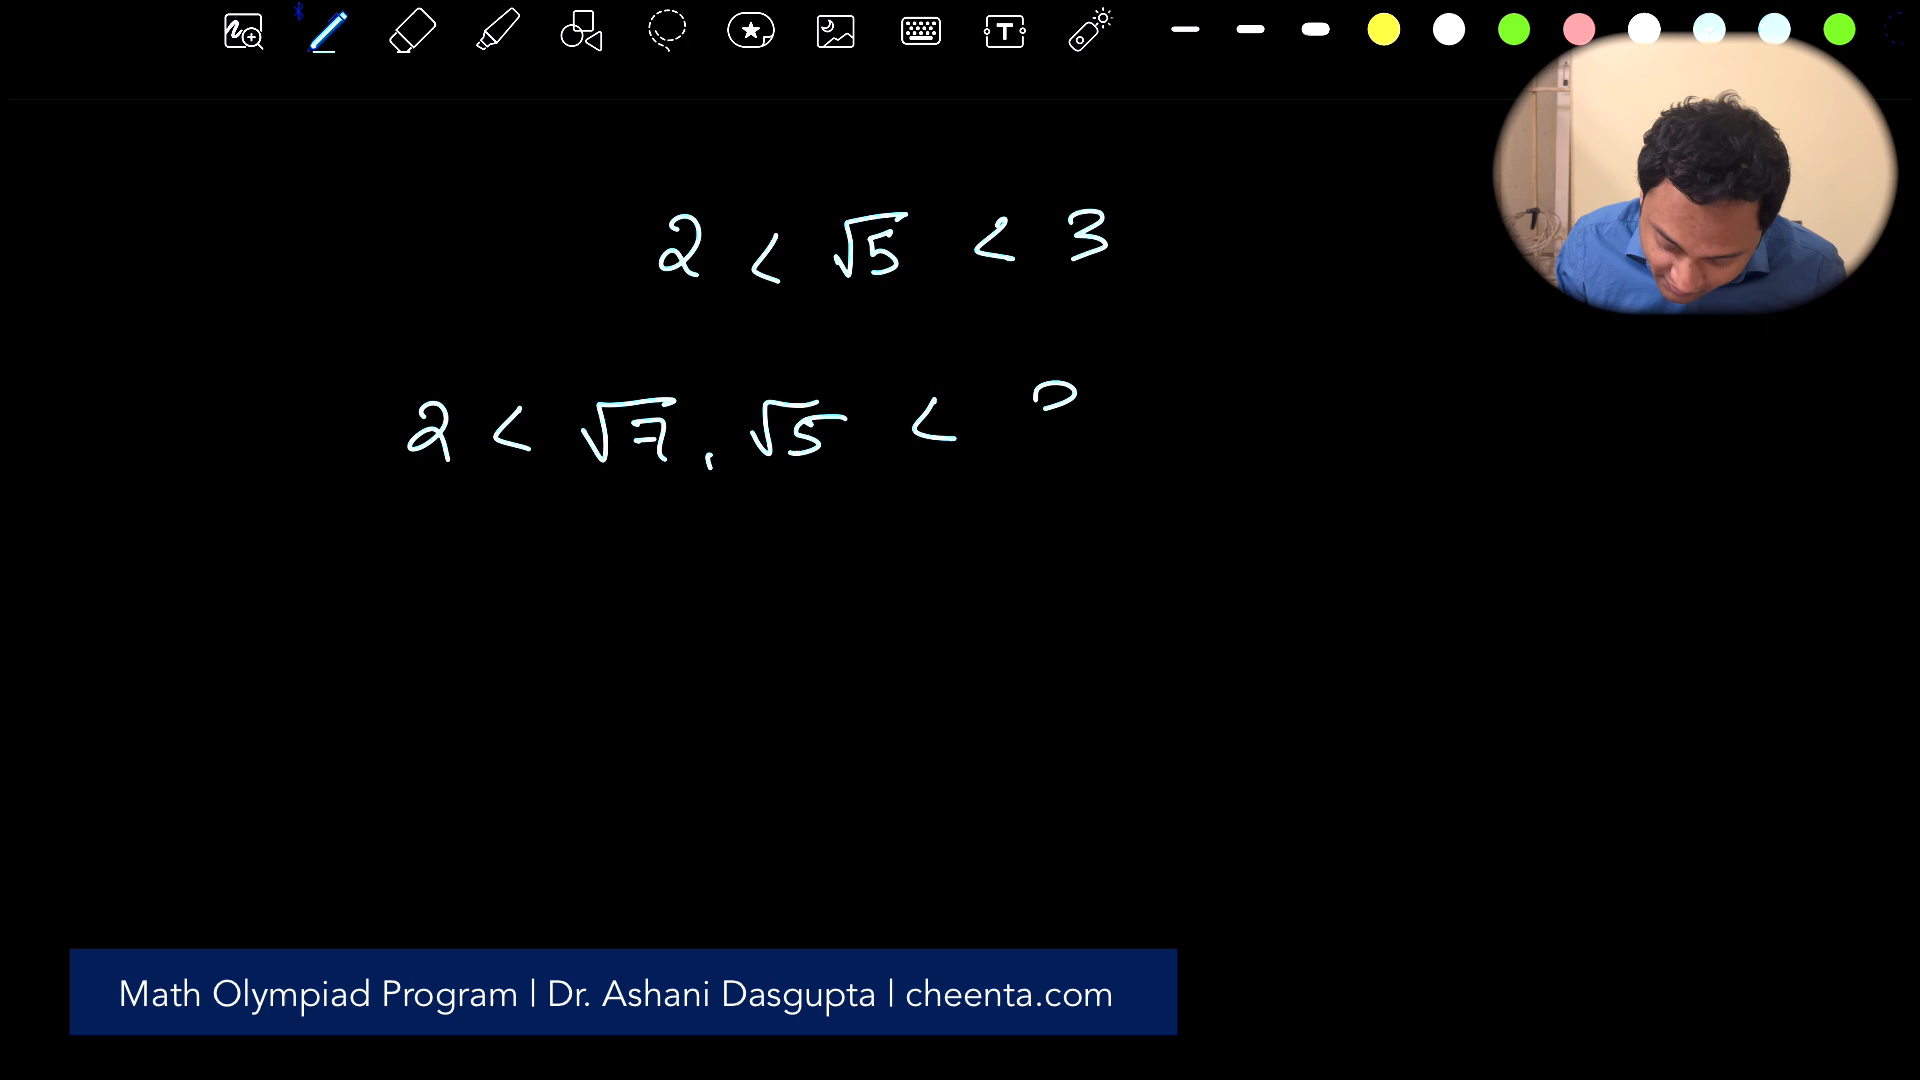 2 < √5 < 3
2 < √7, √5 <
Math Olympiad Program | Dr. Ashani Dasgupta | cheenta.com